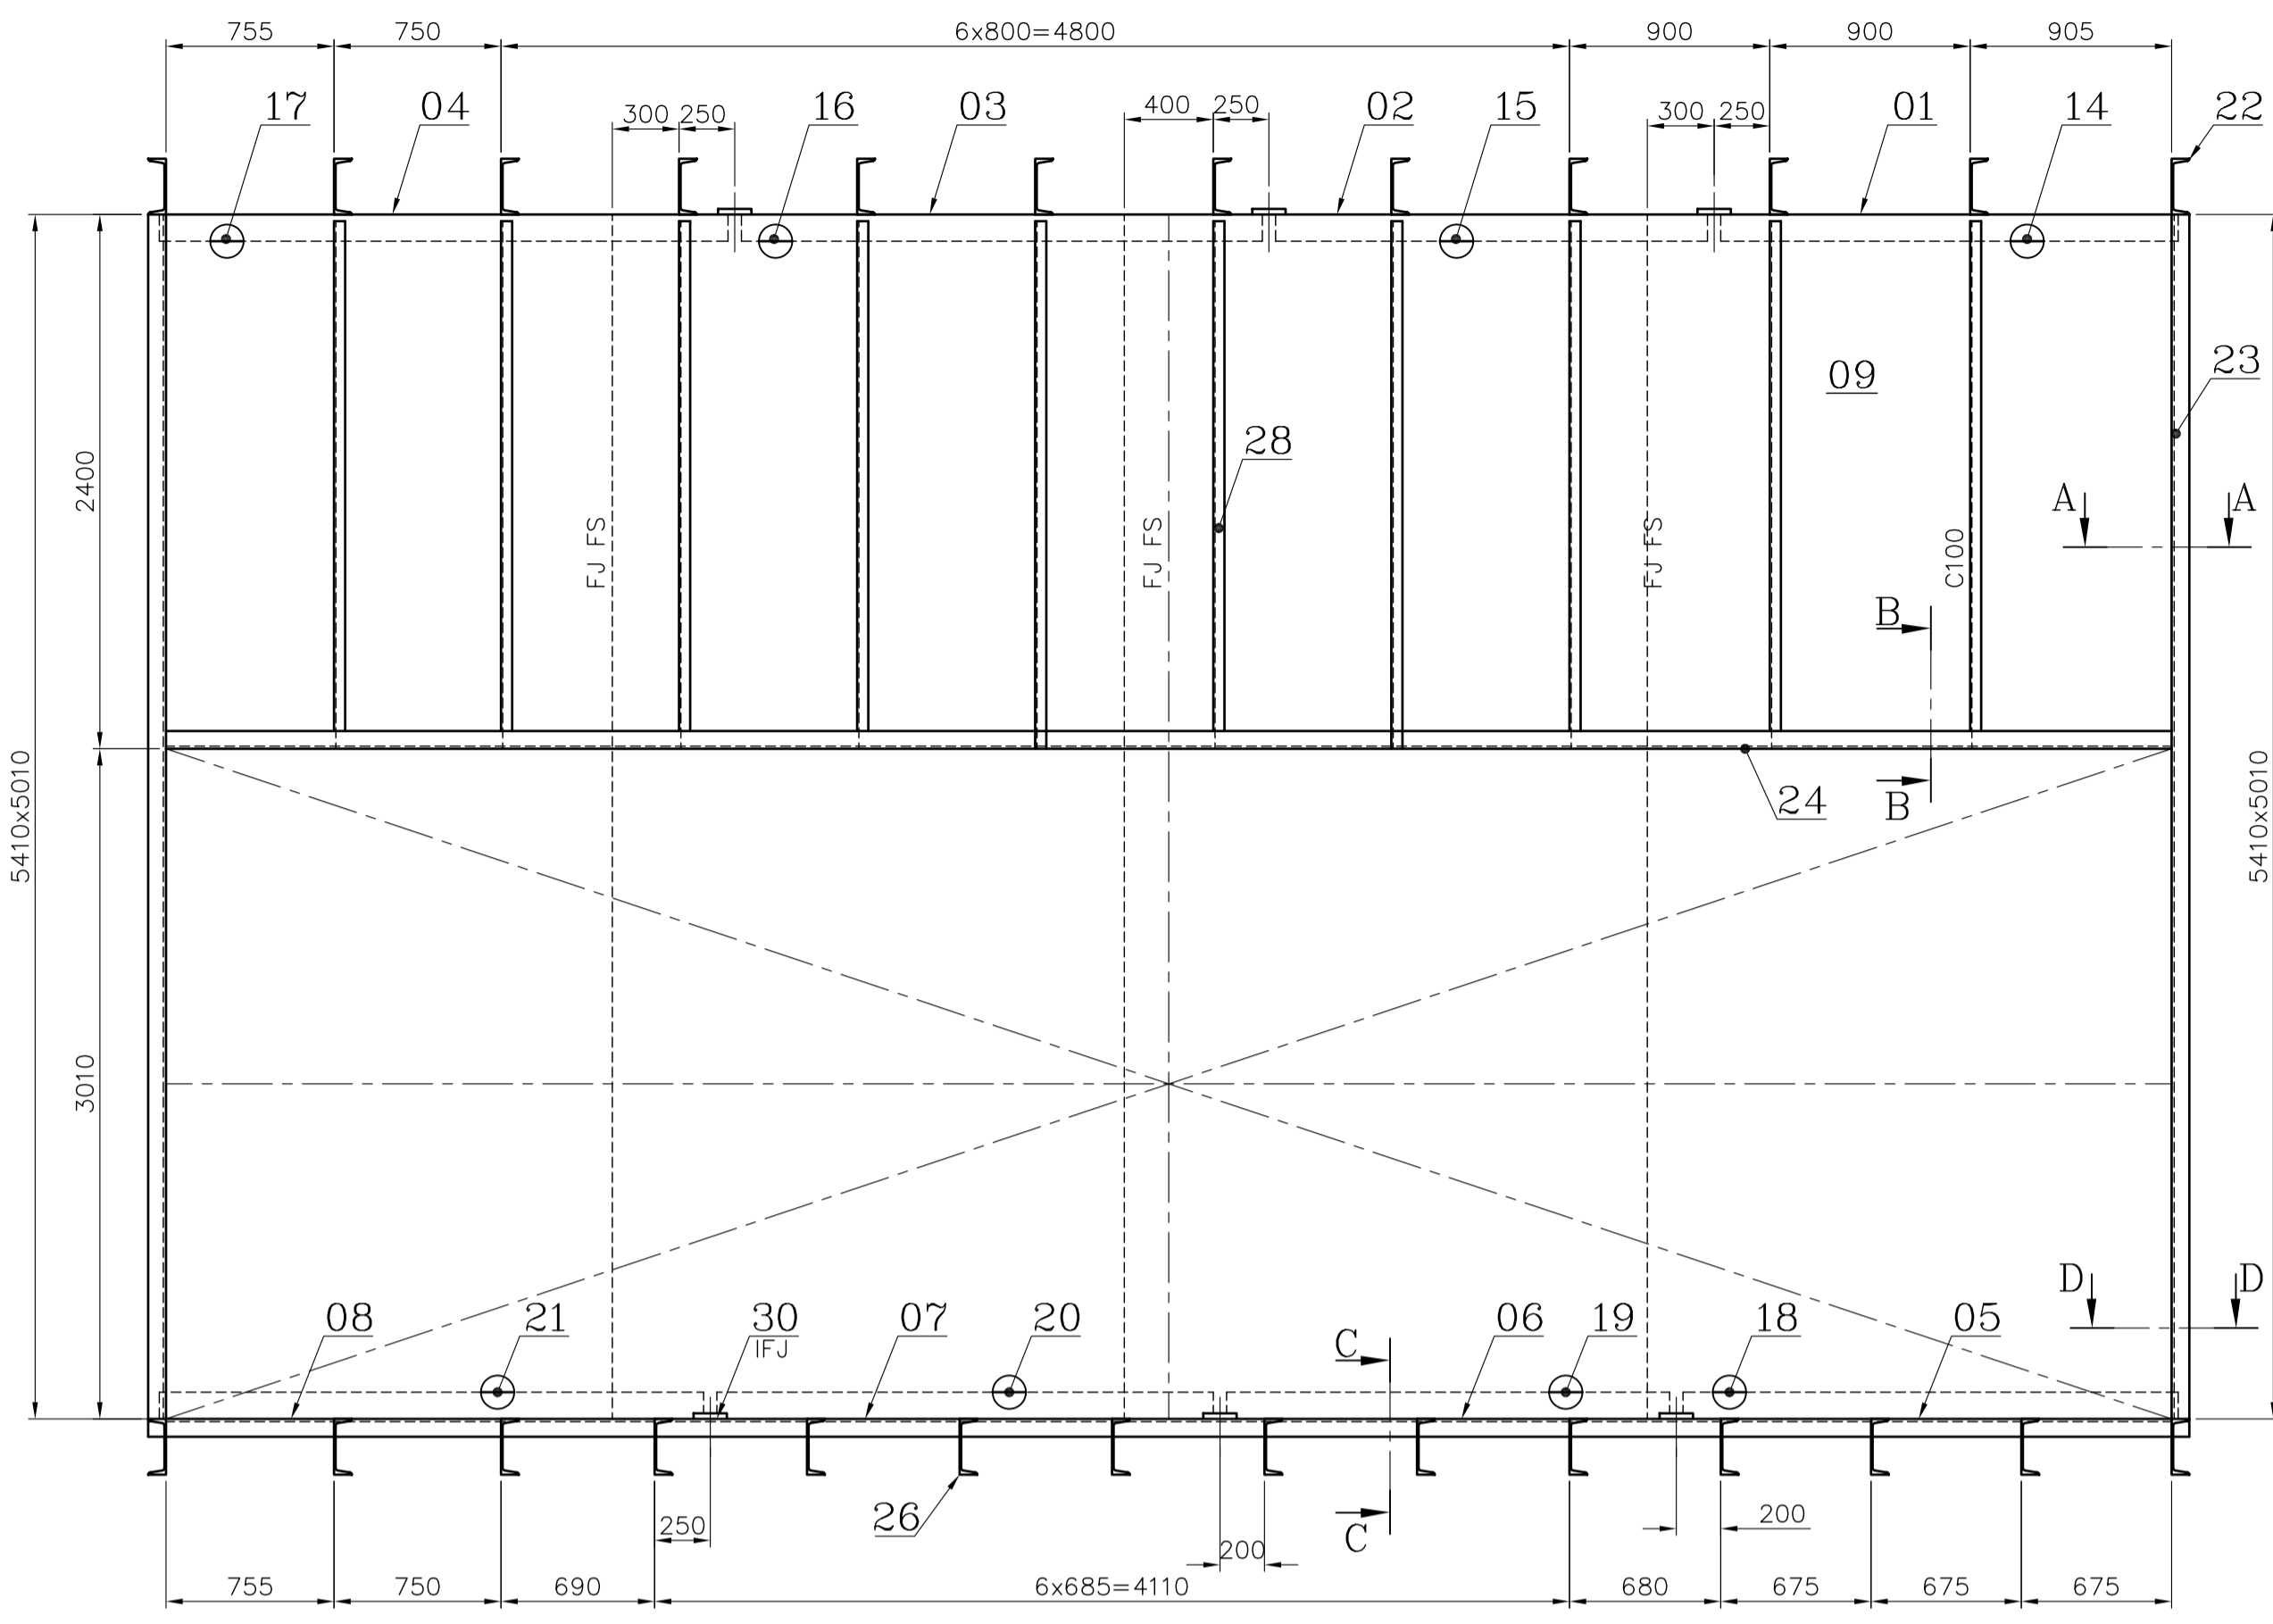 755 750 6x800=4800 900 900 905
17 04 16 03 02 15 01 14 22
300 250 400 250 300 250
09 23
28
2400
A A
FJ FS FJ FS FJ FS C100
B
24
B
5410x5010 5410x5010
3010
D D
08 21 30 07 20 06 19 18 05
IFJ
C
26
C
250 200 200
755 750 690 6x685=4110 680 675 675 675